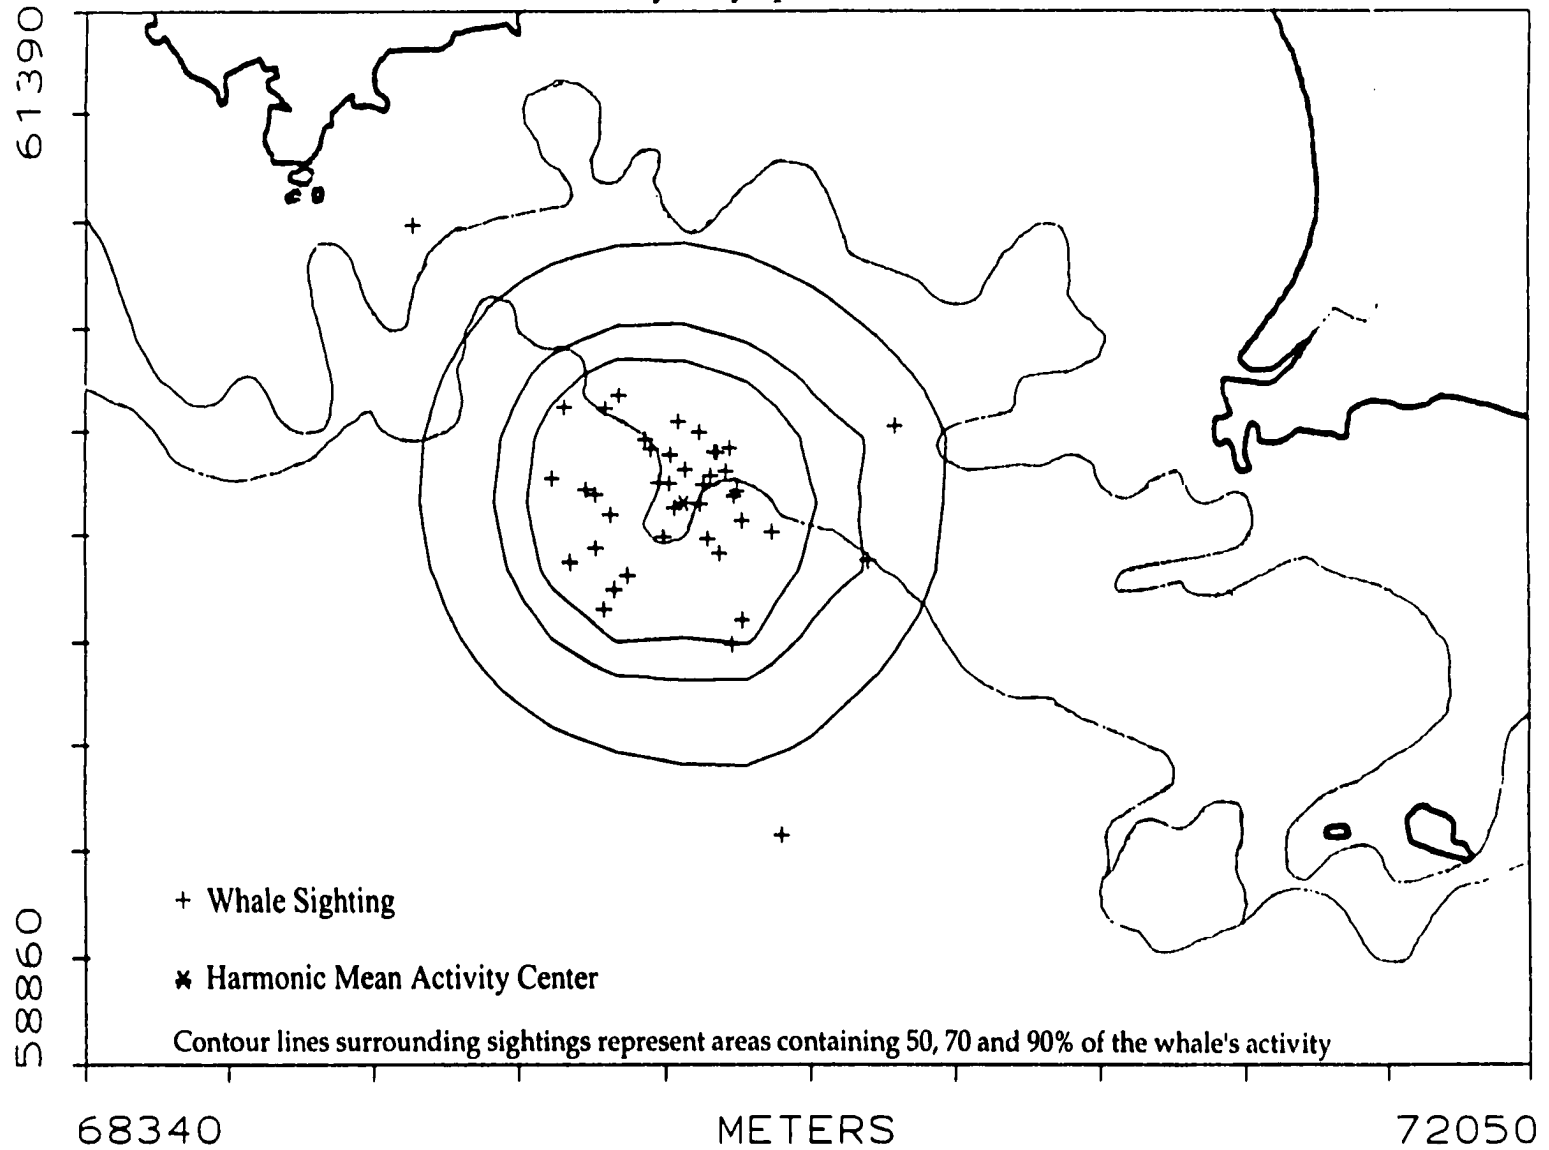 61390
+ Whale Sighting
58860
* Harmonic Mean Activity Center
Contour lines surrounding sightings represent areas containing 50, 70 and 90% of the whale's activity
68340 METERS 72050